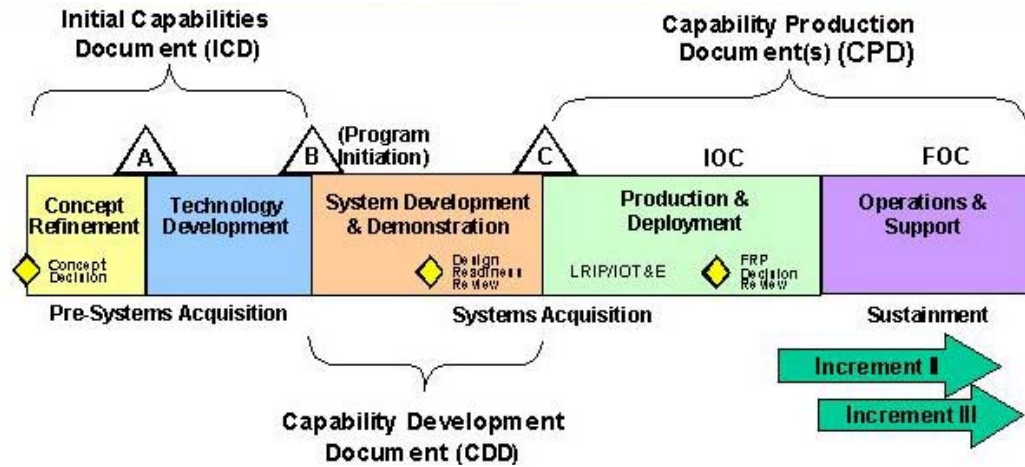 Initial Capabilities
Document (ICD)
Capability Production
Document(s) (CPD)
A
B
(Program
Initiation)
C
IOC
FOC
Concept
Refinement
Technology
Development
System Development
& Demonstration
Production &
Deployment
Operations &
Support
Concept
Decision
Design
Readiness
Review
LRIP/IOT&E
FRP
Decision
Review
Pre-Systems Acquisition
Systems Acquisition
Sustainment
Increment II
Increment III
Capability Development
Document (CDD)